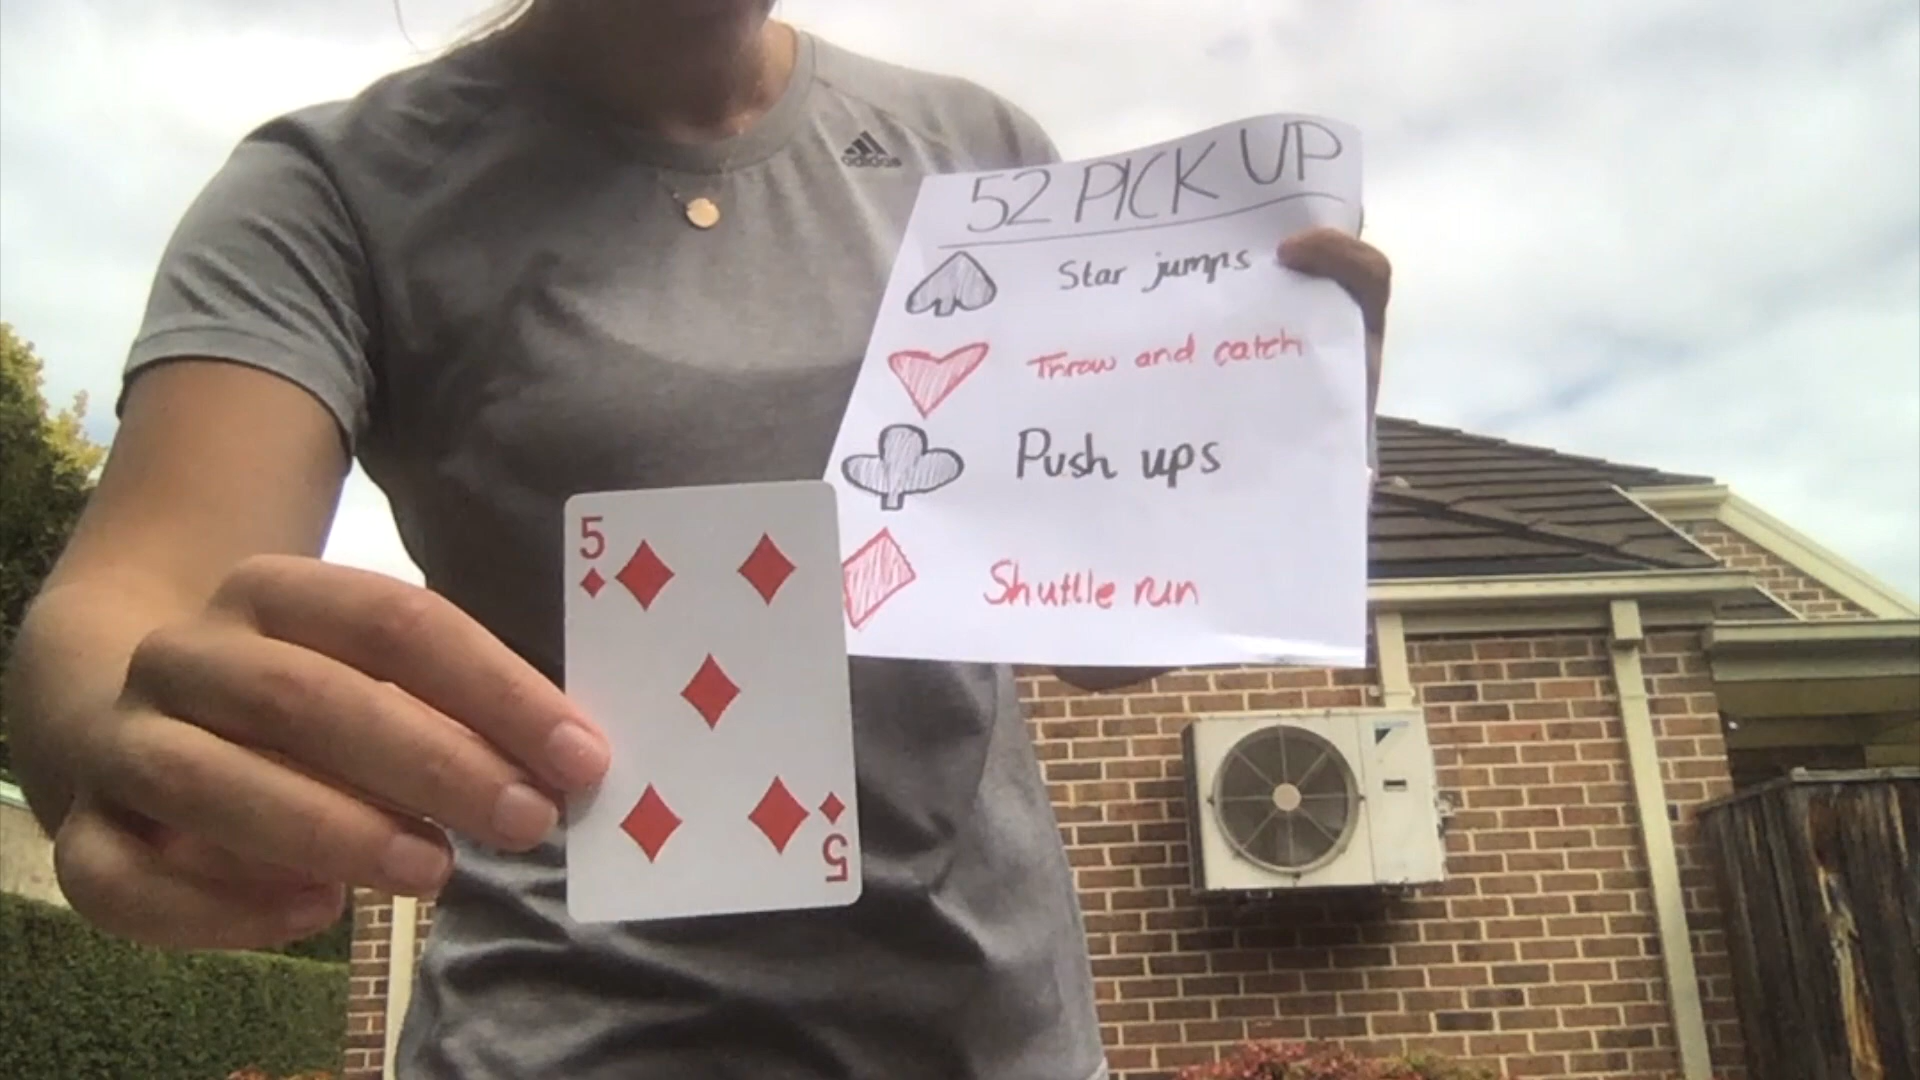 adidas
52 PICK UP
Star jumps
Throw and catch
Push ups
Shuttle run
5
5